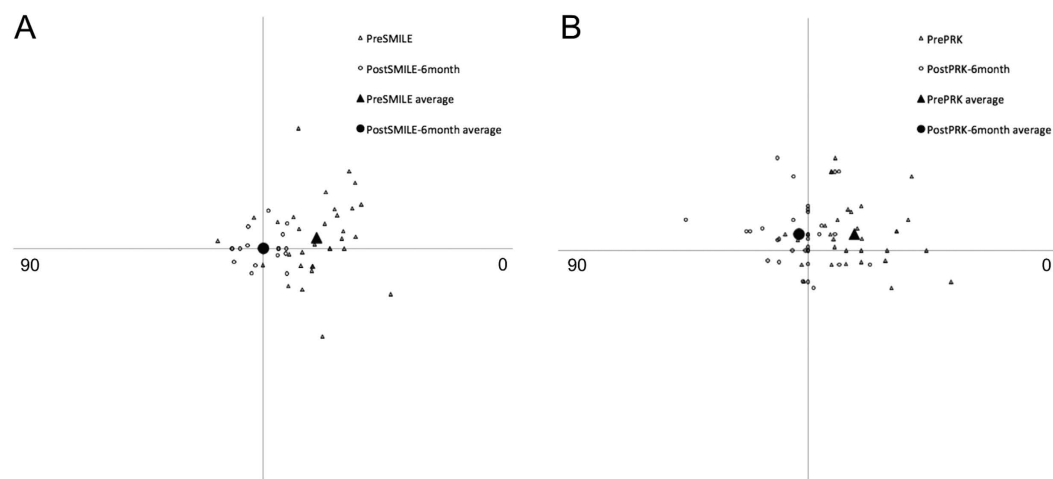 A
PreSMILE
PostSMILE-6month
PreSMILE average
PostSMILE-6month average
90
0
B
PrePRK
PostPRK-6month
PrePRK average
PostPRK-6month average
90
0